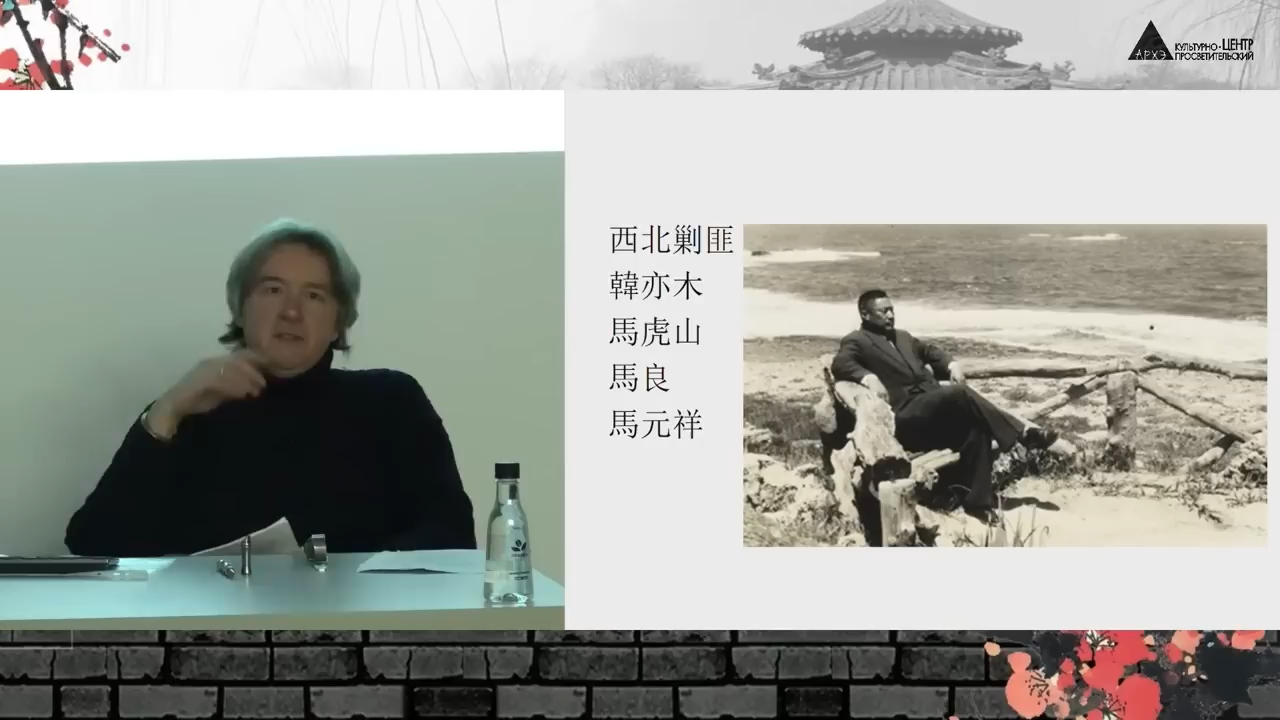 АРХЭ
КУЛЬТУРНО-ЦЕНТР
ПРОСВЕТИТЕЛЬСКИЙ
西北剿匪
韓亦木
馬虎山
馬良
馬元祥